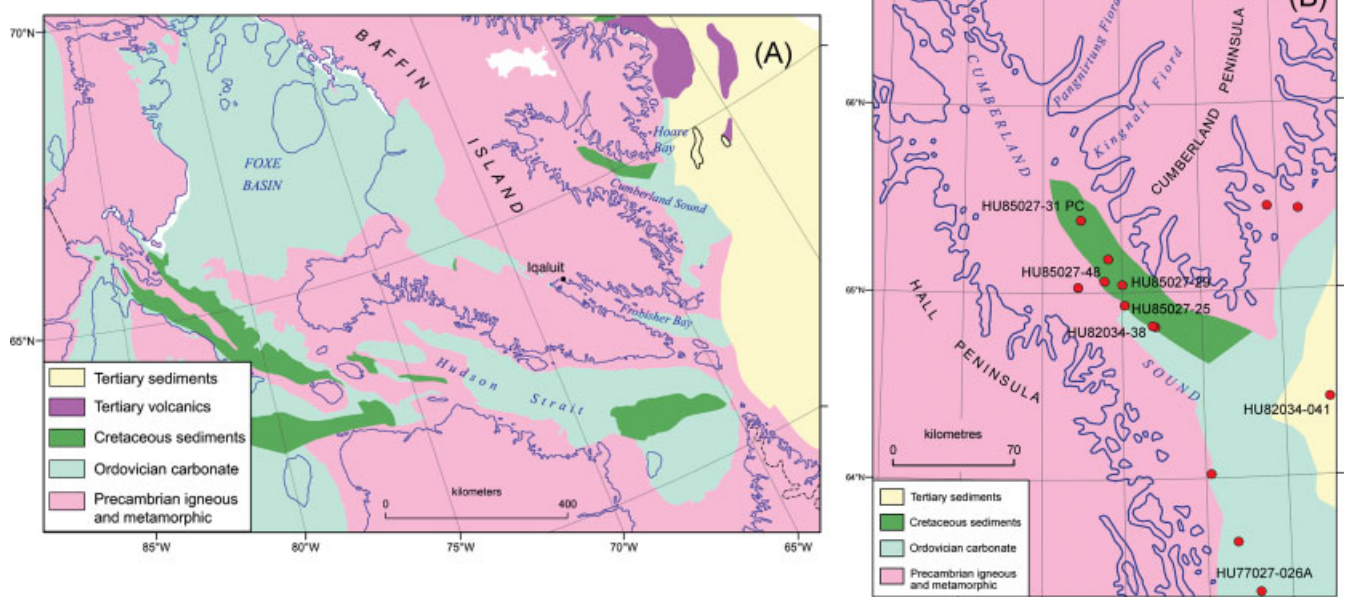 70°N
65°N
85°W
80°W
75°W
70°W
65°W
(A)
BAFFIN
ISLAND
FOXE
BASIN
Hoare
Bay
Cumberland Sound
Iqaluit
Frobisher Bay
Hudson Strait
Tertiary sediments
Tertiary volcanics
Cretaceous sediments
Ordovician carbonate
Precambrian igneous
and metamorphic
kilometers
0 400
(B)
66°N
66°N
64°N
CUMBERLAND
Pangnirtung Fiord
Kingnait Fiord
CUMBERLAND PENINSULA
HU85027-31 PC
HU85027-48
HU85027-29
HU85027-25
HU82034-38
HALL
PENINSULA
SOUND
HU82034-041
kilometres
0 70
Tertiary sediments
Cretaceous sediments
Ordovician carbonate
Precambrian igneous
and metamorphic
HU77027-026A